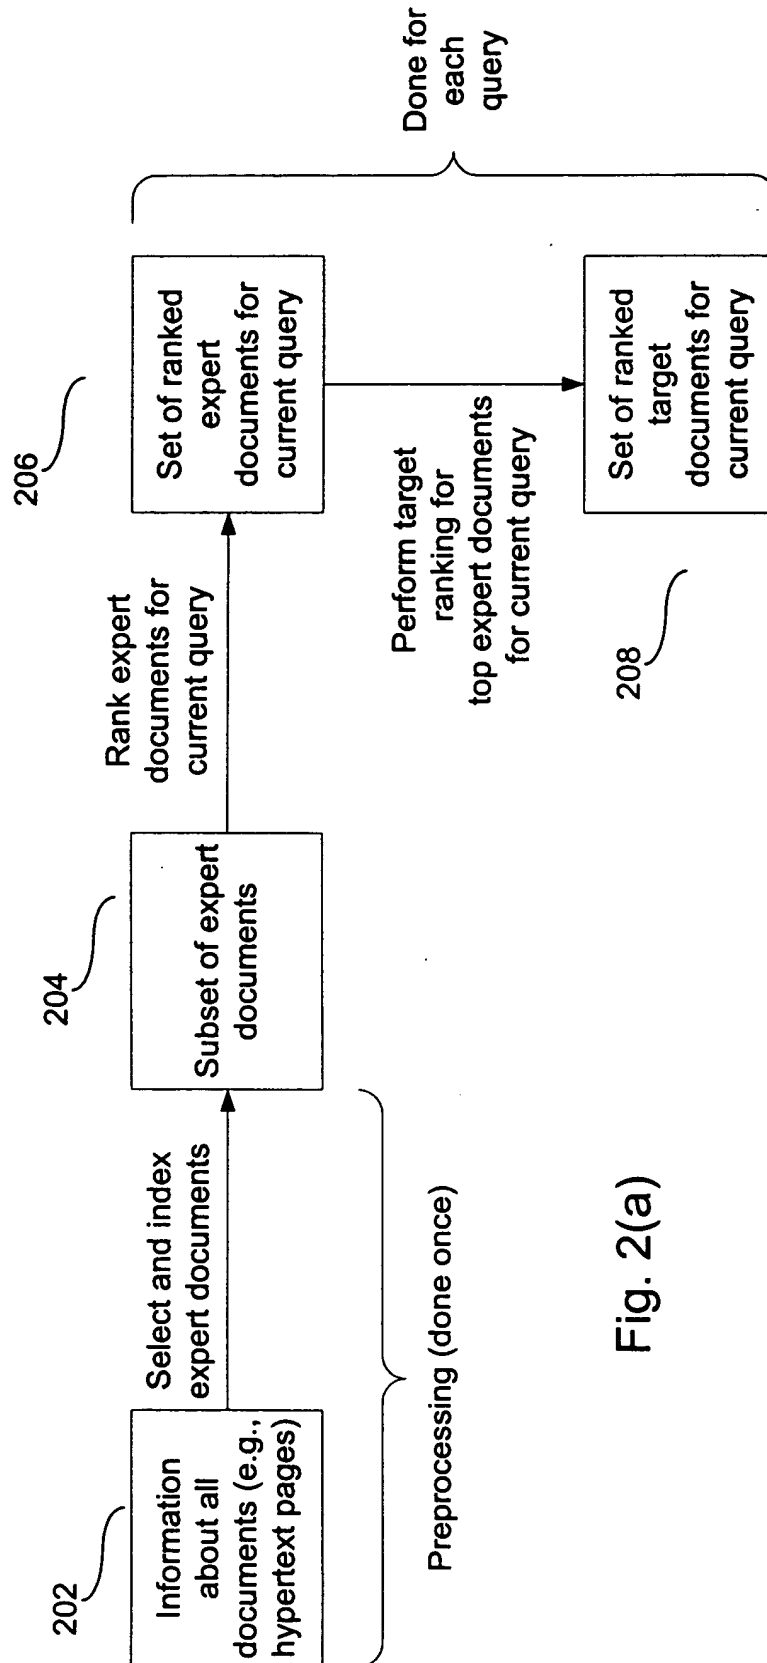 202
Information
about all
documents (e.g.,
hypertext pages)
Select and index
expert documents
Preprocessing (done once)
204
Subset of expert
documents
Rank expert
documents for
current query
206
Set of ranked
expert
documents for
current query
Perform target
ranking for
top expert documents
for current query
208
Set of ranked
target
documents for
current query
Done for
each
query
Fig. 2(a)